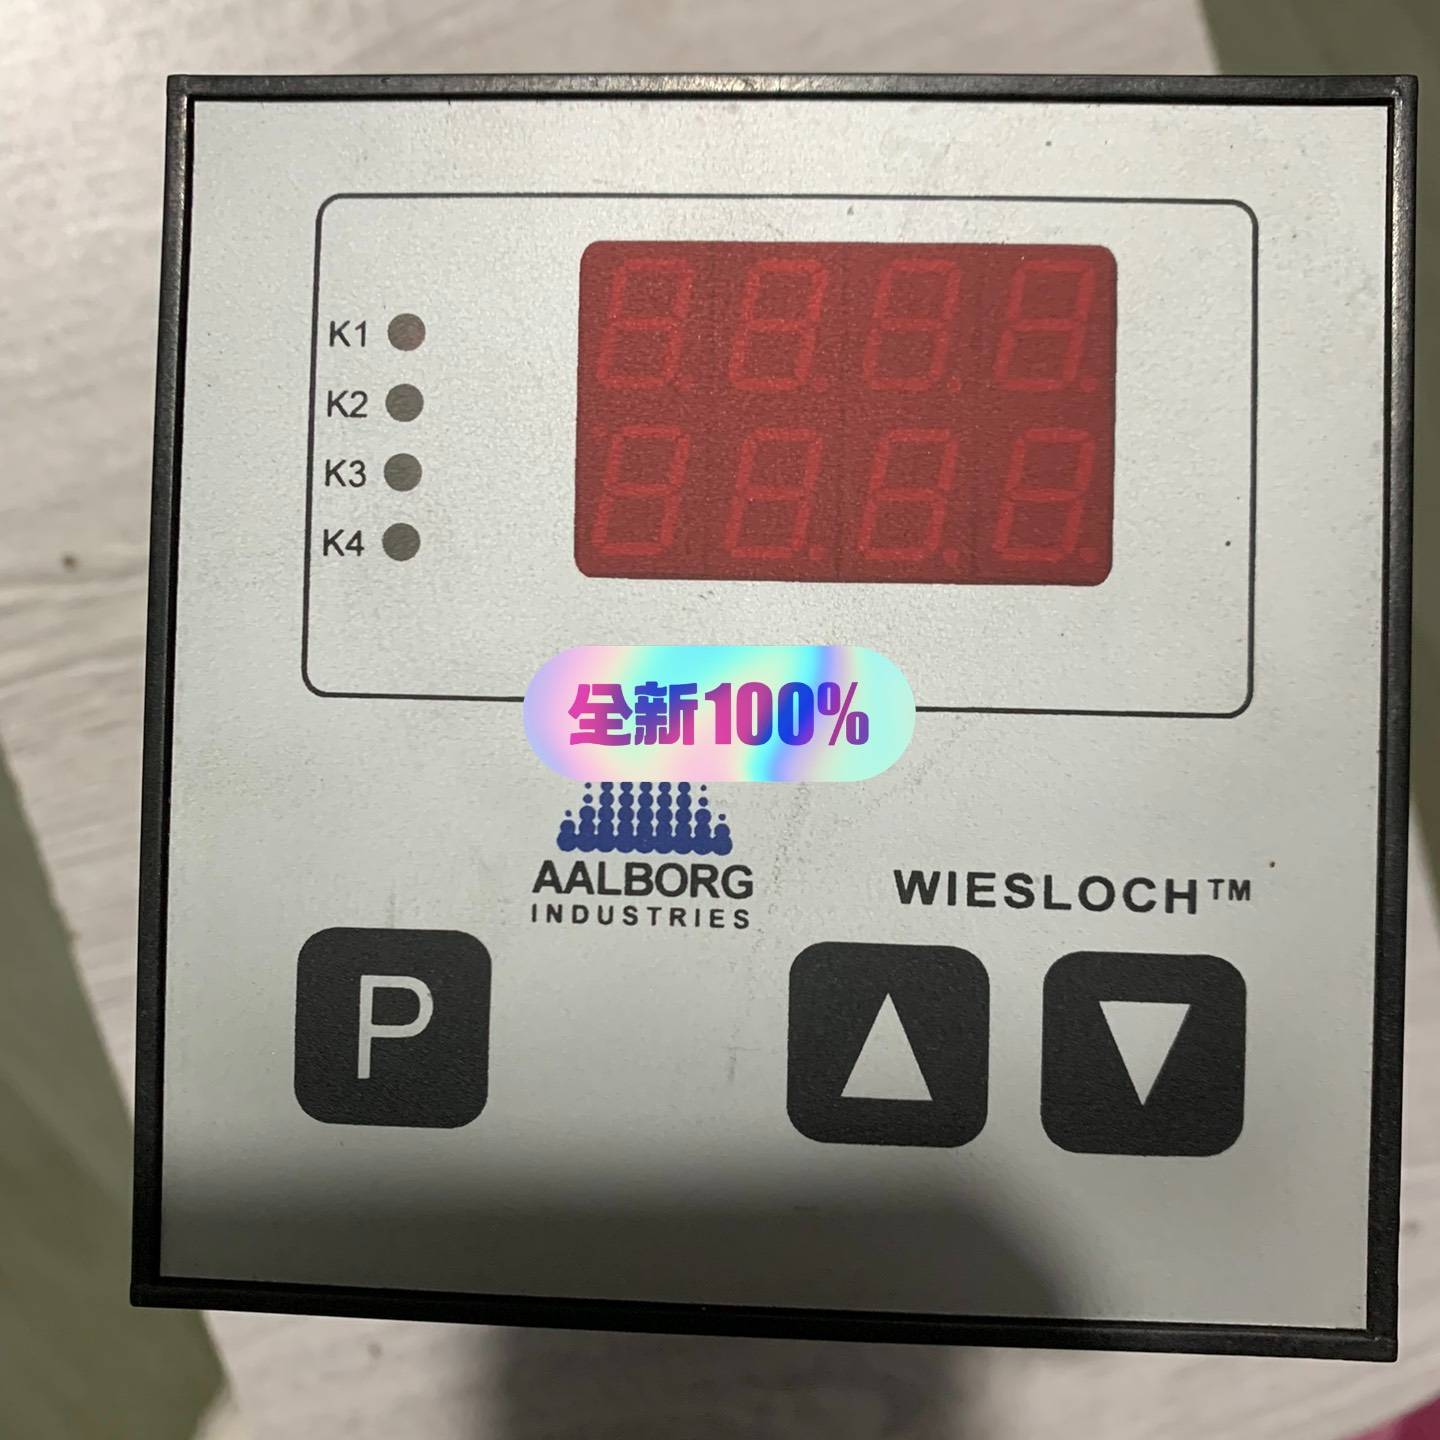 K1
K2
K3
K4
全新100%
AALBORG
INDUSTRIES
WIESLOCH™
P